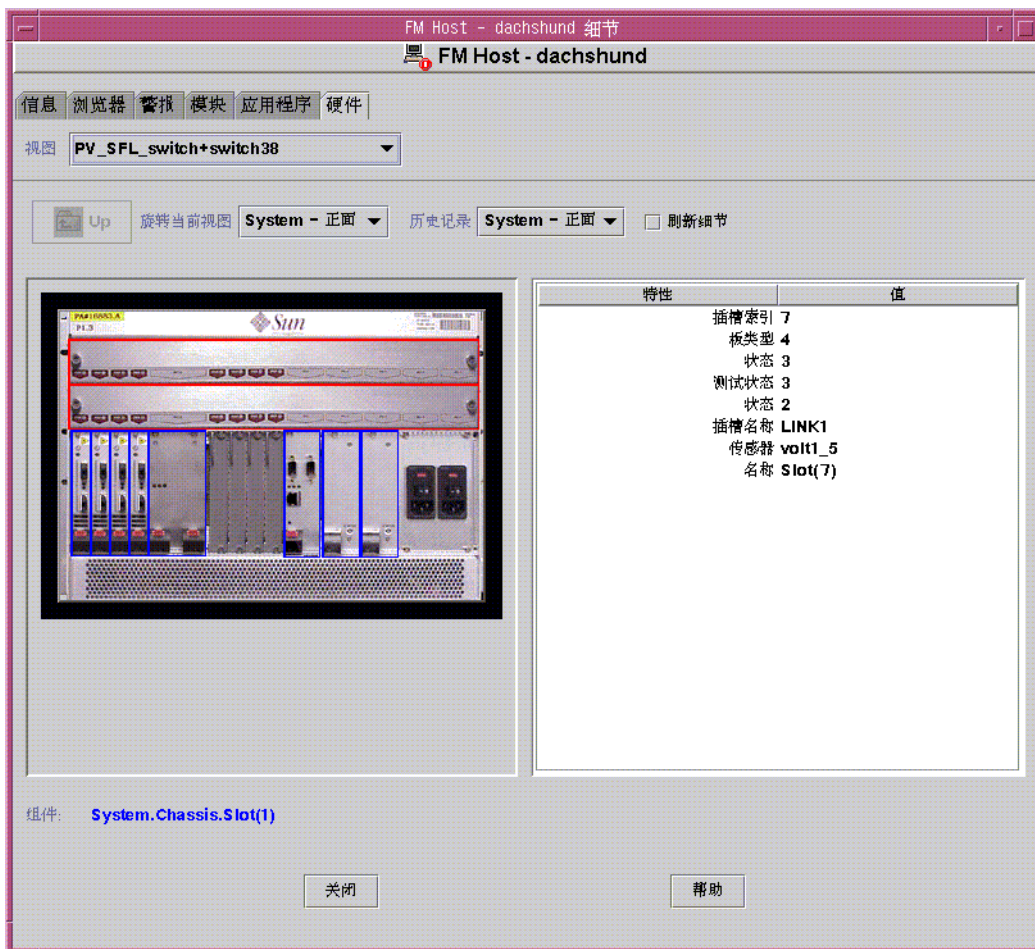 FM Host - dachshund 细节
FM Host - dachshund
信息 浏览器 警报 模块 应用程序 硬件
视图 PV_SFL_switch+switch38
Up 旋转当前视图 System - 正面 历史记录 System - 正面 刷新细节
PA#16883.A
P1.3
Sun
特性 值
插槽索引 7
板类型 4
状态 3
测试状态 3
状态 2
插槽名称 LINK1
传感器 volt1_5
名称 Slot(7)
组件: System.Chassis.Slot(1)
关闭 帮助